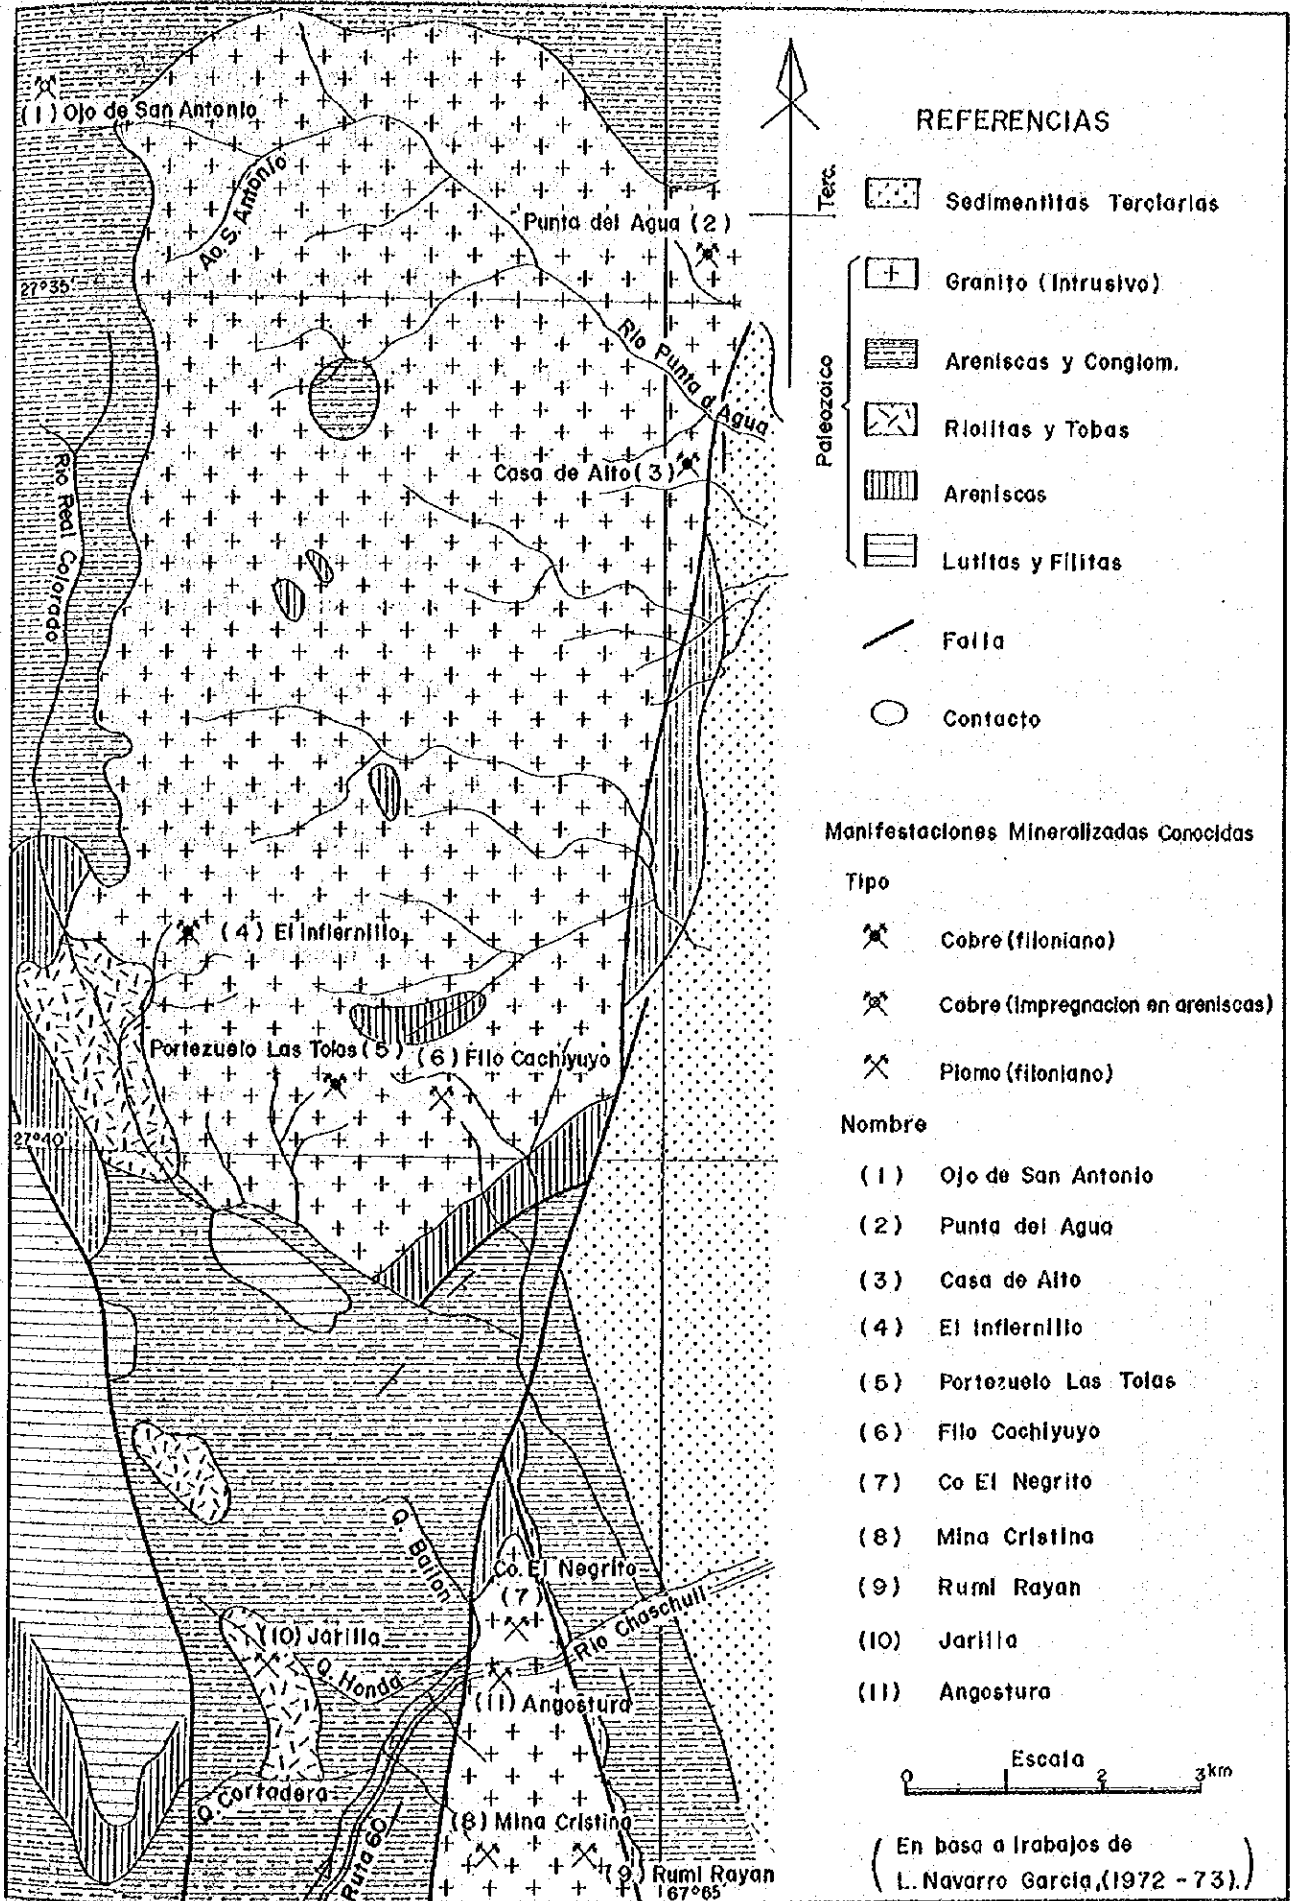 (1) Ojo de San Antonio
Ao. S. Antonio
Punta del Agua (2)
27°35'
Rio Punta d Agua
Casa de Alto (3)
Rio Real Colorado
(4) El Infiernillo
Portezuelo Las Tolas (5)
(6) Filo Cachiyuyo
27°40'
Q. Bailon
Co. El Negrito
(7)
Rio Chaschuil
(10) Jarilla
Q. Honda
(11) Angostura
Q. Cortadera
(8) Mina Cristina
Ruta 60
(9) Rumi Rayan
67°65'
REFERENCIAS
Terc.
Sedimentitas Terciarias
Paleozoico
Granito (Intrusivo)
Areniscas y Conglom.
Riolitas y Tobas
Areniscas
Lutitas y Filitas
Falla
Contacto
Manifestaciones Mineralizadas Conocidas
Tipo
Cobre (filoniano)
Cobre (impregnacion en areniscas)
Plomo (filoniano)
Nombre
(1) Ojo de San Antonio
(2) Punta del Agua
(3) Casa de Alto
(4) El Infiernillo
(5) Portezuelo Las Tolas
(6) Filo Cachiyuyo
(7) Co El Negrito
(8) Mina Cristina
(9) Rumi Rayan
(10) Jarilla
(11) Angostura
Escala
0 2 3 km
(En basa a trabajos de
L. Navarro Garcia, (1972 - 73).)